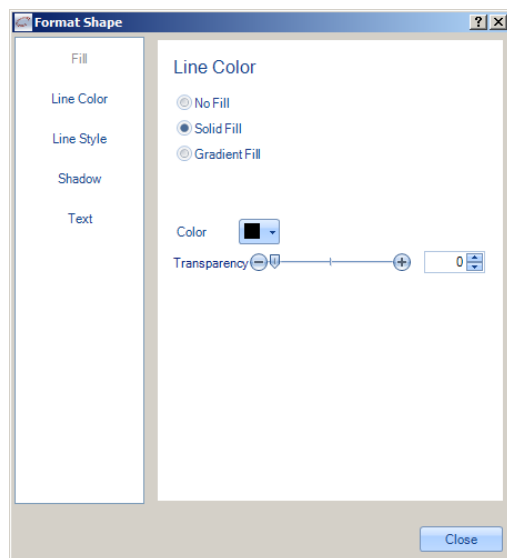 Format Shape
Fill
Line Color
Line Style
Shadow
Text
Line Color
No Fill
Solid Fill
Gradient Fill
Color
Transparency 0
Close